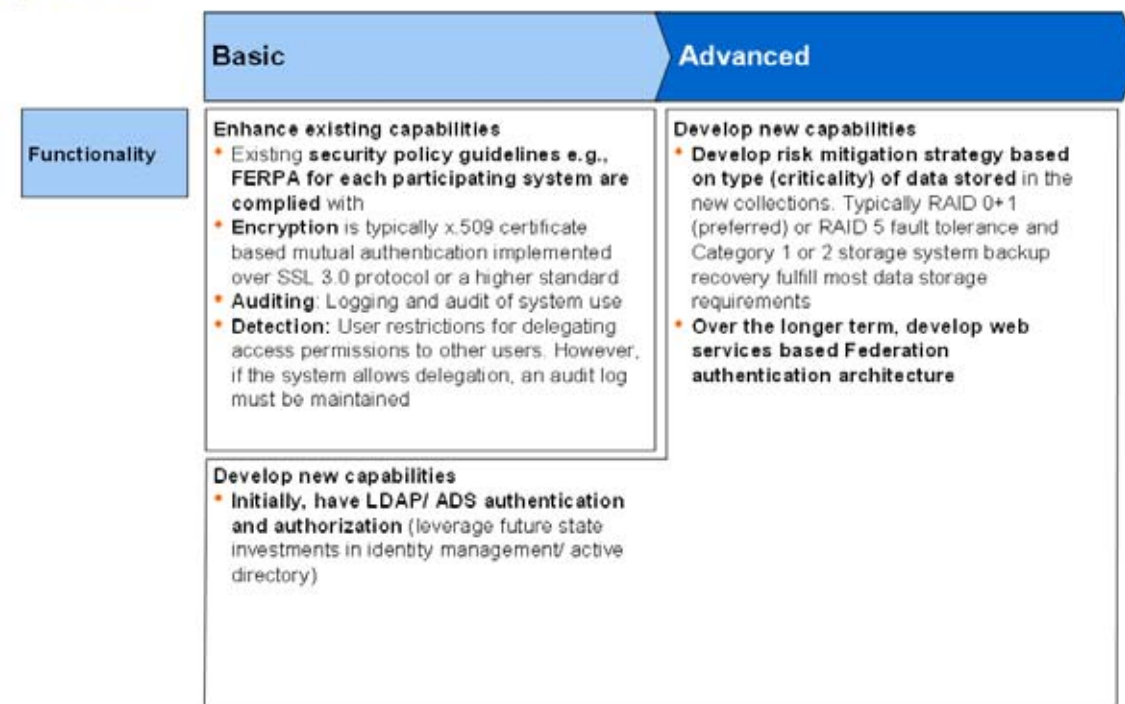 Basic
Advanced
Functionality
Enhance existing capabilities
• Existing security policy guidelines e.g.,
FERPA for each participating system are
complied with
• Encryption is typically x.509 certificate
based mutual authentication implemented
over SSL 3.0 protocol or a higher standard
• Auditing: Logging and audit of system use
• Detection: User restrictions for delegating
access permissions to other users. However,
if the system allows delegation, an audit log
must be maintained
Develop new capabilities
• Initially, have LDAP/ ADS authentication
and authorization (leverage future state
investments in identity management/ active
directory)
Develop new capabilities
• Develop risk mitigation strategy based
on type (criticality) of data stored in the
new collections. Typically RAID 0+1
(preferred) or RAID 5 fault tolerance and
Category 1 or 2 storage system backup
recovery fulfill most data storage
requirements
• Over the longer term, develop web
services based Federation
authentication architecture